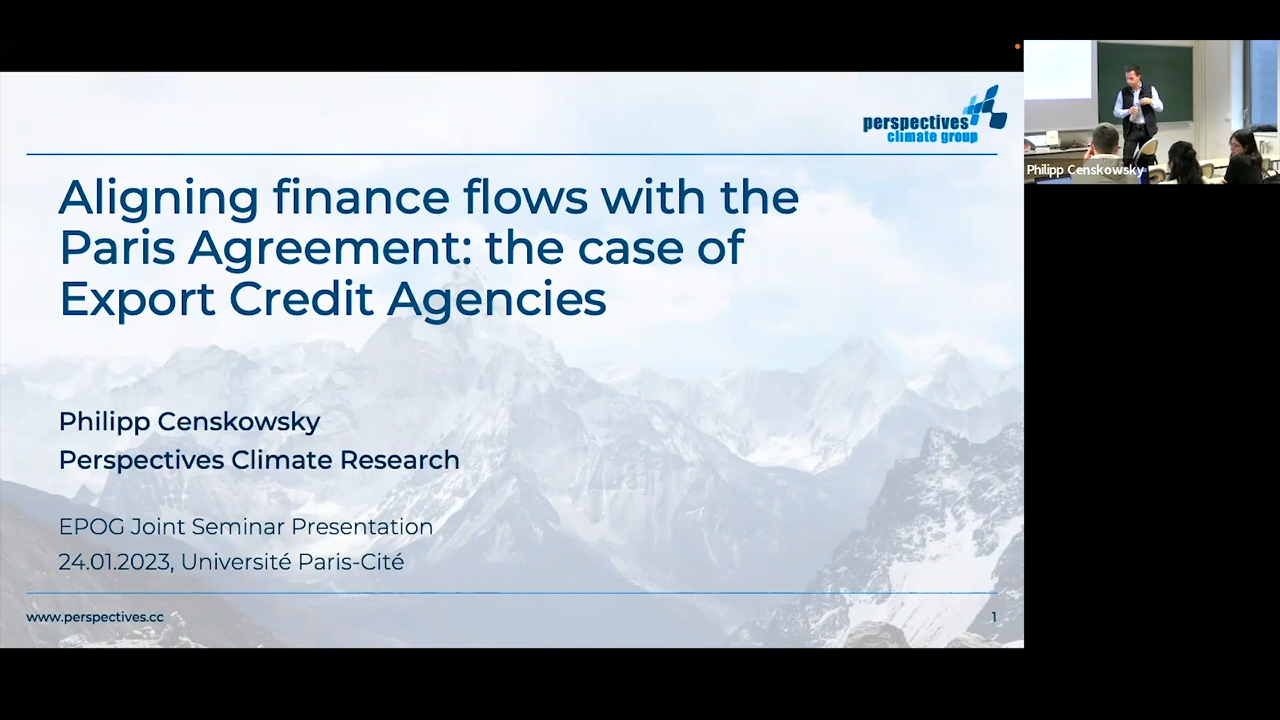 perspectives
climate group
Aligning finance flows with the
Paris Agreement: the case of
Export Credit Agencies
Philipp Censkowsky
Perspectives Climate Research
EPOG Joint Seminar Presentation
24.01.2023, Université Paris-Cité
www.perspectives.cc
1
Philipp Censkowsky